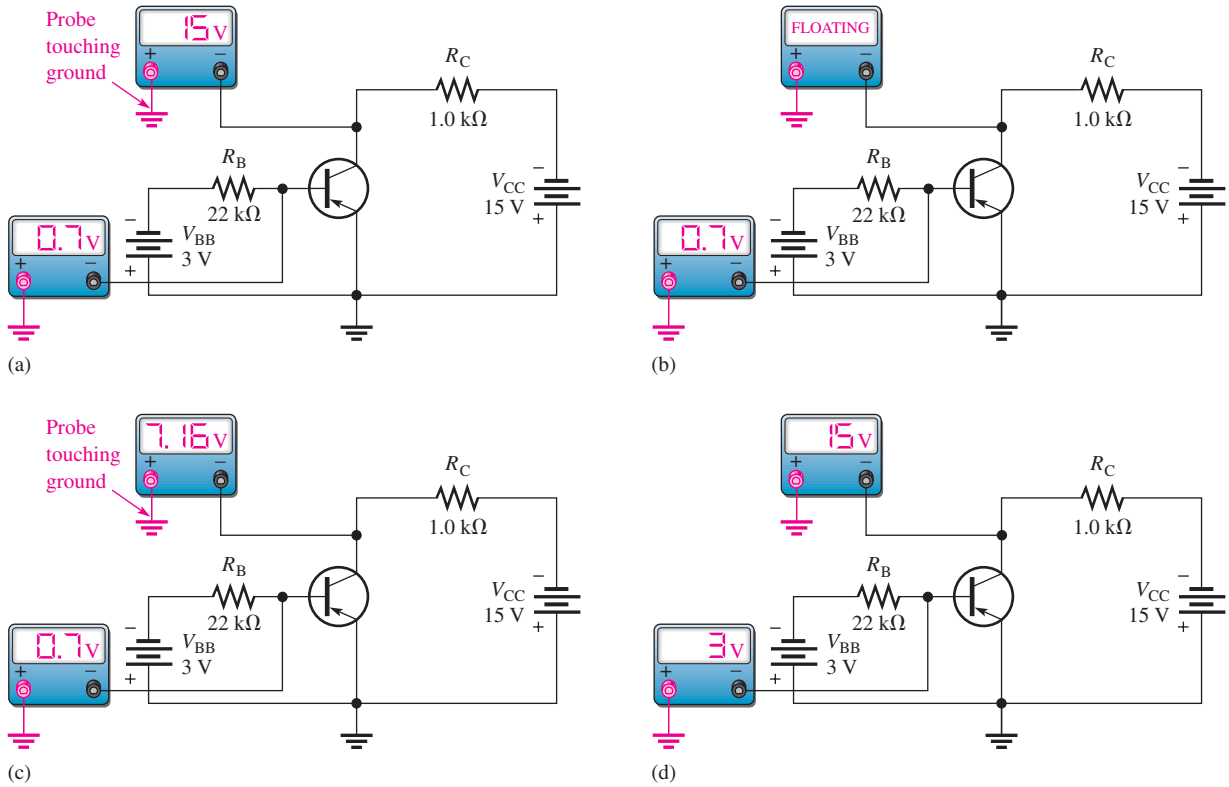 Probe
touching
ground
15 V
+ −
R_C
1.0 kΩ
R_B
22 kΩ
−
V_CC
15 V
+
0.7 V
+ −
−
V_BB
3 V
+
(a)
FLOATING
+ −
R_C
1.0 kΩ
R_B
22 kΩ
−
V_CC
15 V
+
0.7 V
+ −
−
V_BB
3 V
+
(b)
Probe
touching
ground
7.16 V
+ −
R_C
1.0 kΩ
R_B
22 kΩ
−
V_CC
15 V
+
0.7 V
+ −
−
V_BB
3 V
+
(c)
15 V
+ −
R_C
1.0 kΩ
R_B
22 kΩ
−
V_CC
15 V
+
3 V
+ −
−
V_BB
3 V
+
(d)